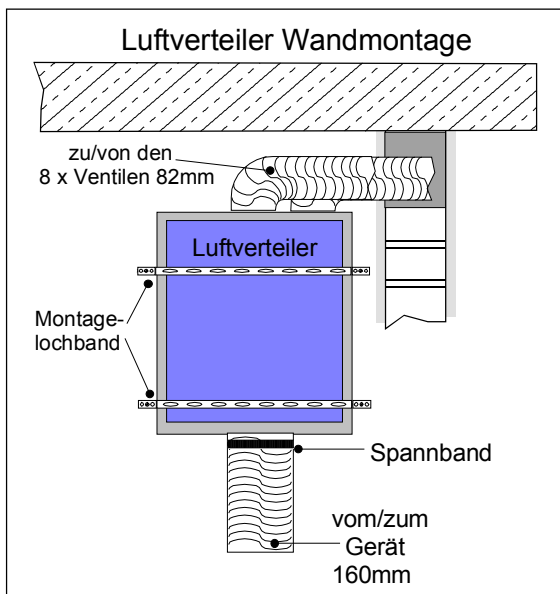 Luftverteiler Wandmontage
zu/von den
8 x Ventilen 82mm
Luftverteiler
Montage-
lochband
Spannband
vom/zum
Gerät
160mm